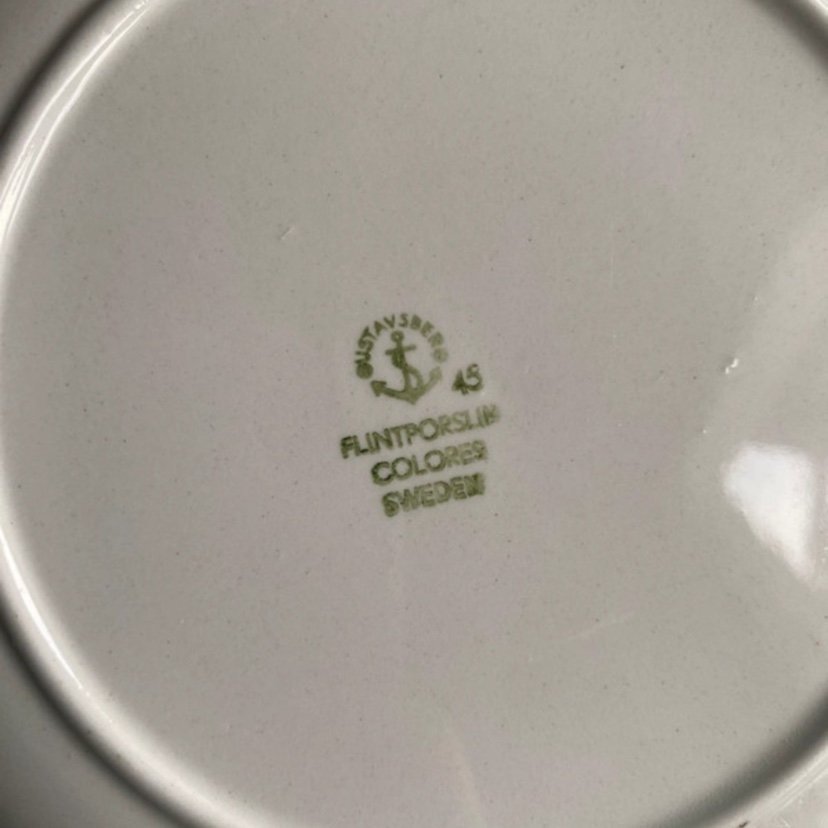 GUSTAVSBERG
45
FLINTPORSLIN
COLORES
SWEDEN